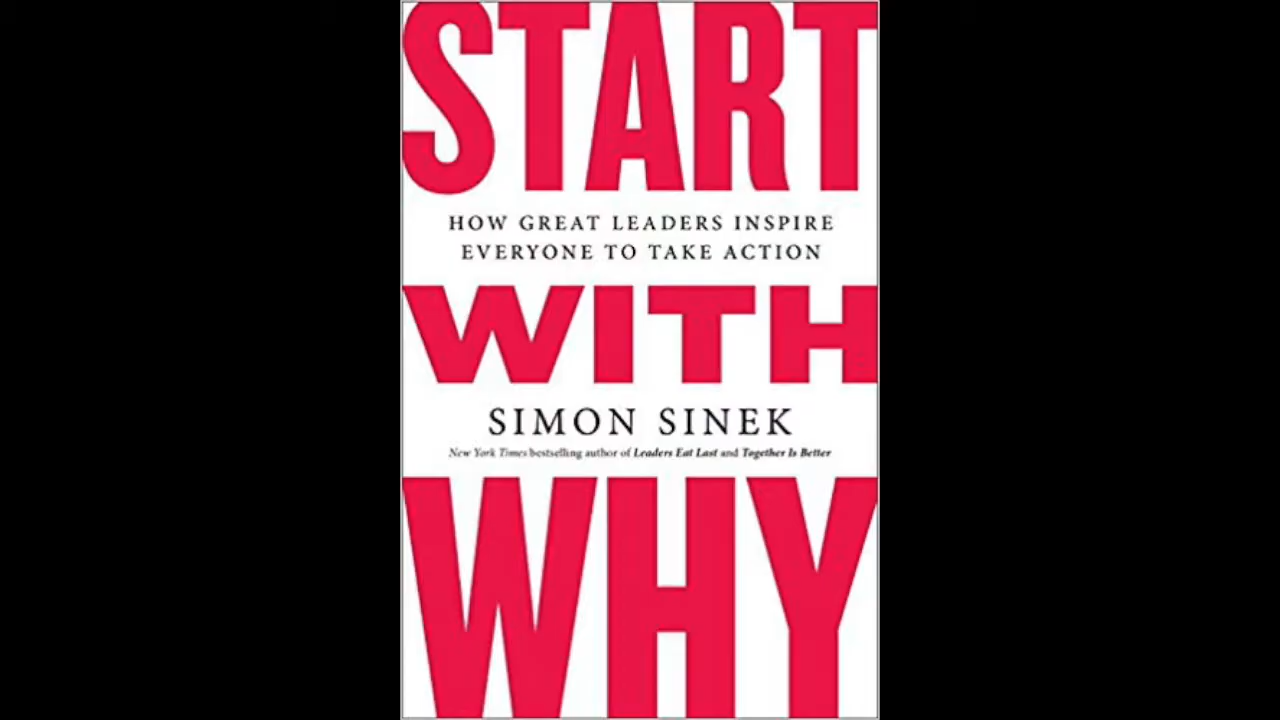 START
HOW GREAT LEADERS INSPIRE
EVERYONE TO TAKE ACTION
WITH
SIMON SINEK
New York Times bestselling author of Leaders Eat Last and Together Is Better
WHY